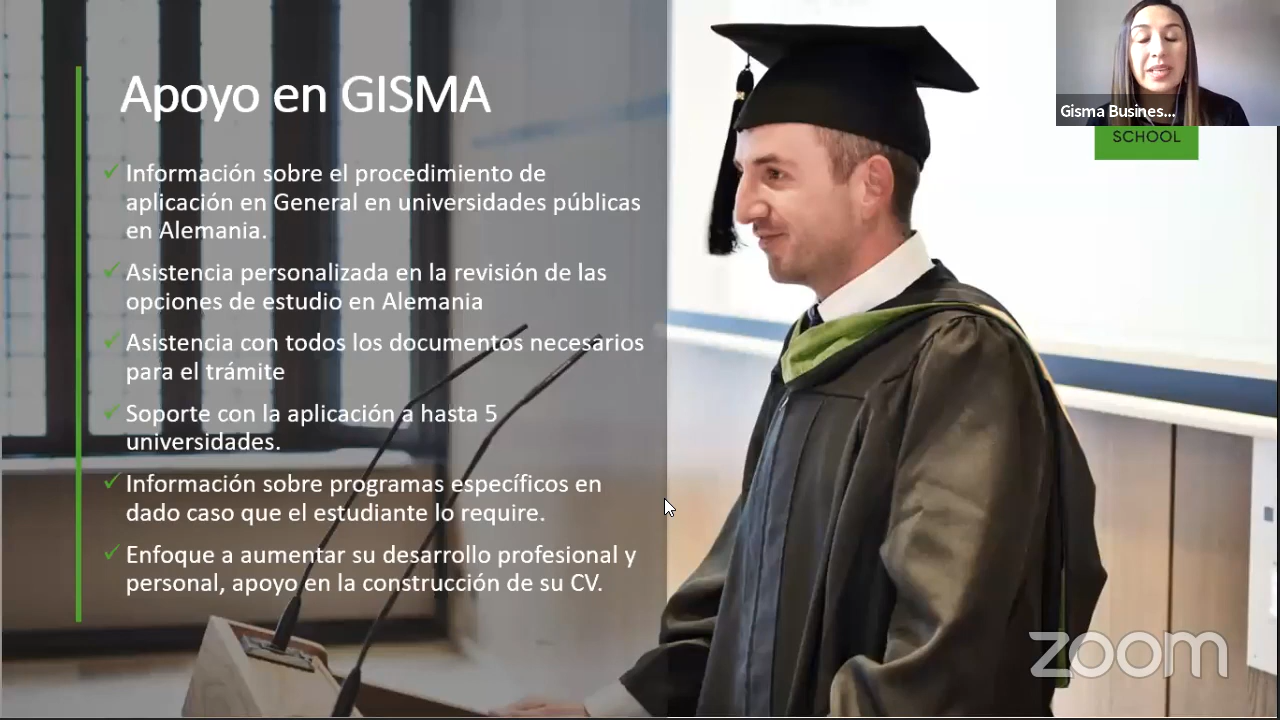 Apoyo en GISMA
Información sobre el procedimiento de
aplicación en General en universidades públicas
en Alemania.
Asistencia personalizada en la revisión de las
opciones de estudio en Alemania
Asistencia con todos los documentos necesarios
para el trámite
Soporte con la aplicación a hasta 5
universidades.
Información sobre programas específicos en
dado caso que el estudiante lo require.
Enfoque a aumentar su desarrollo profesional y
personal, apoyo en la construcción de su CV.
Gisma Busines...
SCHOOL
zoom